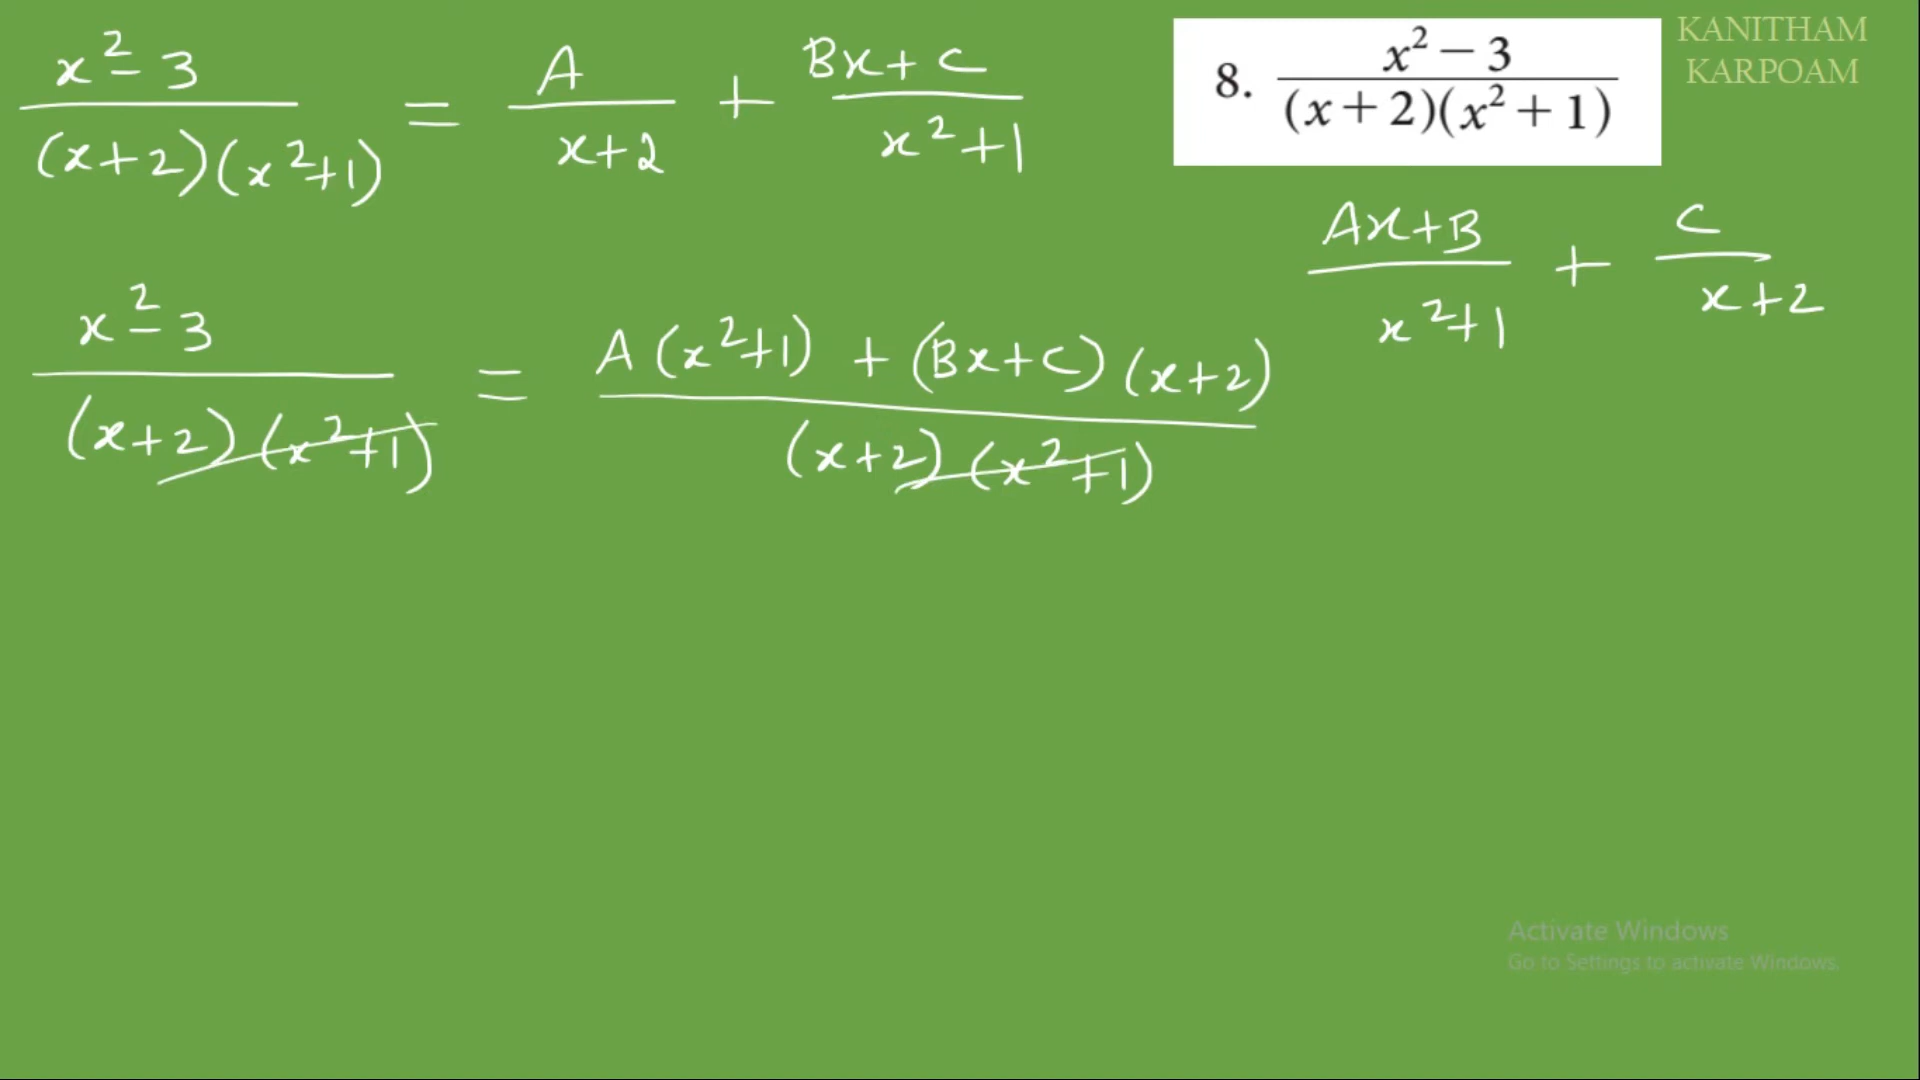 KANITHAM
KARPOAM
8. (x² − 3)/((x + 2)(x² + 1))
(x² - 3)/((x+2)(x²+1)) = A/(x+2) + (Bx+C)/(x²+1)
(Ax+B)/(x²+1) + C/(x+2)
(x² - 3)/((x+2)(x²+1)) = (A(x²+1) + (Bx+C)(x+2))/((x+2)(x²+1))
Activate Windows
Go to Settings to activate Windows.